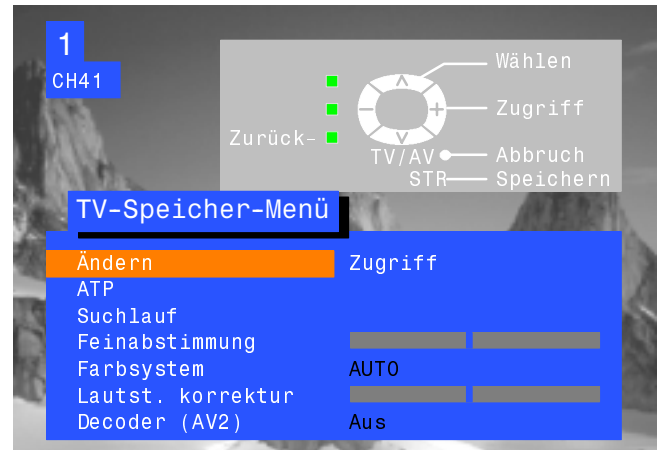 1
CH41
Wählen
Zugriff
Zurück-
TV/AV Abbruch
STR Speichern
TV-Speicher-Menü
Ändern Zugriff
ATP
Suchlauf
Feinabstimmung
Farbsystem AUTO
Lautst. korrektur
Decoder (AV2) Aus